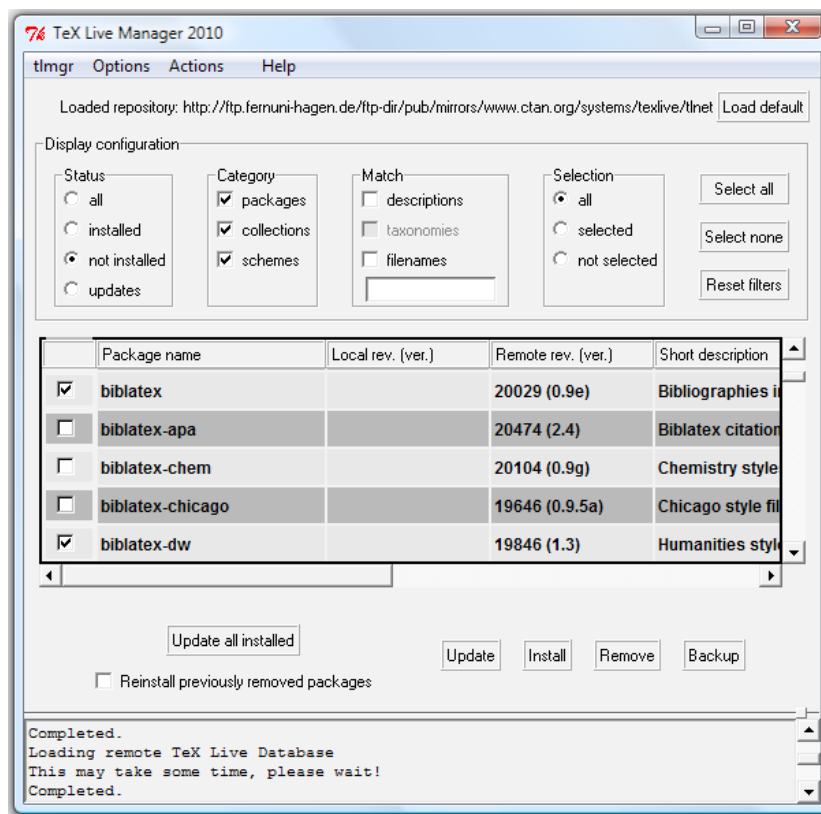 TeX Live Manager 2010
tlmgr Options Actions Help
Loaded repository: http://ftp.fernuni-hagen.de/ftp-dir/pub/mirrors/www.ctan.org/systems/texlive/tlnet Load default
Display configuration
Status Category Match Selection
all packages descriptions all Select all
installed collections taxonomies selected Select none
not installed schemes filenames not selected
updates Reset filters
Package name Local rev. (ver.) Remote rev. (ver.) Short description
biblatex 20029 (0.9e) Bibliographies i
biblatex-apa 20474 (2.4) Biblatex citation
biblatex-chem 20104 (0.9g) Chemistry style
biblatex-chicago 19646 (0.9.5a) Chicago style fil
biblatex-dw 19846 (1.3) Humanities styl
Update all installed Update Install Remove Backup
Reinstall previously removed packages
Completed.
Loading remote TeX Live Database
This may take some time, please wait!
Completed.